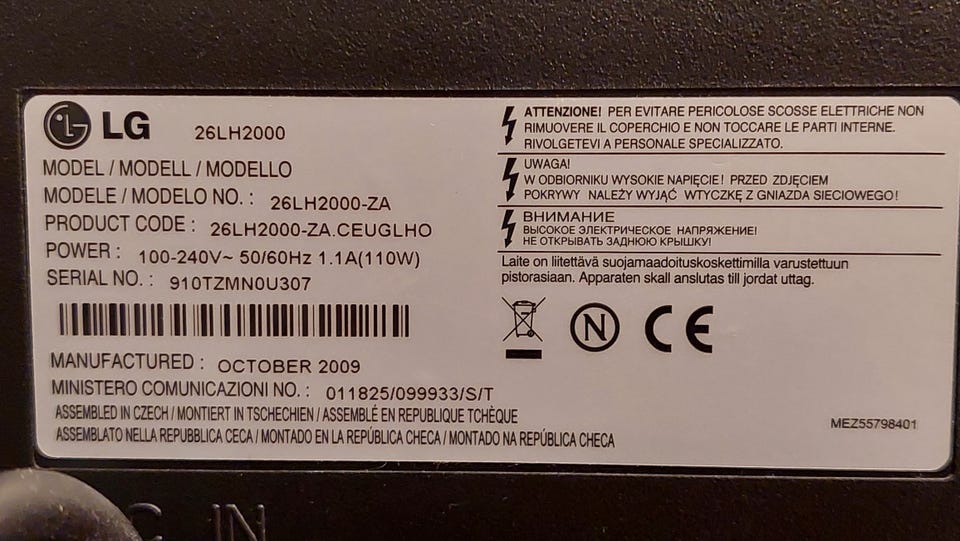 LG 26LH2000
MODEL / MODELL / MODELLO
MODELE / MODELO NO. : 26LH2000-ZA
PRODUCT CODE : 26LH2000-ZA.CEUGLHO
POWER : 100-240V~ 50/60Hz 1.1A(110W)
SERIAL NO. : 910TZMN0U307
MANUFACTURED : OCTOBER 2009
MINISTERO COMUNICAZIONI NO. : 011825/099933/S/T
ASSEMBLED IN CZECH / MONTIERT IN TSCHECHIEN / ASSEMBLÉ EN REPUBLIQUE TCHÈQUE
ASSEMBLATO NELLA REPUBBLICA CECA / MONTADO EN LA REPÚBLICA CHECA / MONTADO NA REPÚBLICA CHECA
ATTENZIONE! PER EVITARE PERICOLOSE SCOSSE ELETTRICHE NON
RIMUOVERE IL COPERCHIO E NON TOCCARE LE PARTI INTERNE.
RIVOLGETEVI A PERSONALE SPECIALIZZATO.
UWAGA!
W ODBIORNIKU WYSOKIE NAPIĘCIE! PRZED ZDJĘCIEM
POKRYWY NALEŻY WYJĄĆ WTYCZKĘ Z GNIAZDA SIECIOWEGO!
ВНИМАНИЕ
ВЫСОКОЕ ЭЛЕКТРИЧЕСКОЕ НАПРЯЖЕНИЕ!
НЕ ОТКРЫВАТЬ ЗАДНЮЮ КРЫШКУ!
Laite on liitettävä suojamaadoituskoskettimilla varustettuun
pistorasiaan. Apparaten skall anslutas till jordat uttag.
N CE
MEZ55798401
IN